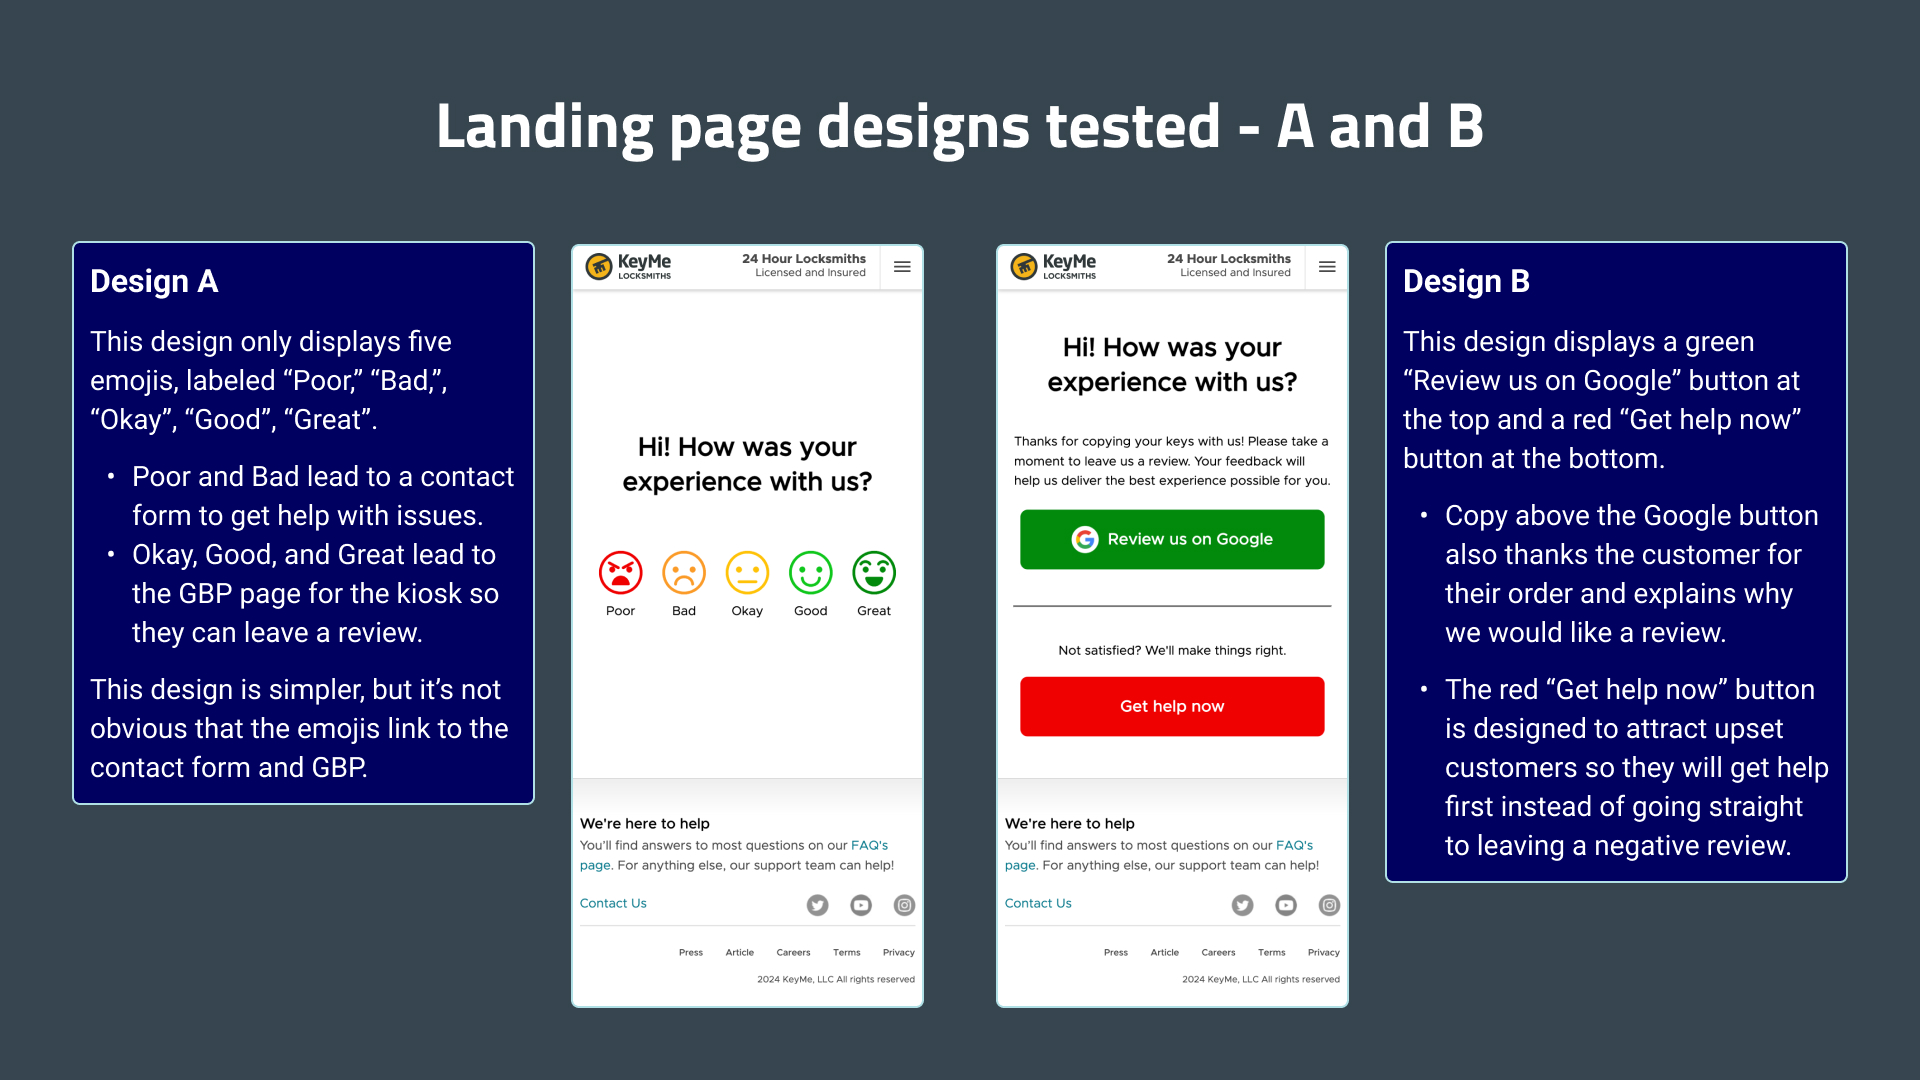 Landing page designs tested - A and B
Design A
This design only displays five
emojis, labeled “Poor,” “Bad,”,
“Okay”, “Good”, “Great”.
• Poor and Bad lead to a contact
form to get help with issues.
• Okay, Good, and Great lead to
the GBP page for the kiosk so
they can leave a review.
This design is simpler, but it’s not
obvious that the emojis link to the
contact form and GBP.
KeyMe
LOCKSMITHS
24 Hour Locksmiths
Licensed and Insured
Hi! How was your
experience with us?
Poor Bad Okay Good Great
We're here to help
You'll find answers to most questions on our FAQ's
page. For anything else, our support team can help!
Contact Us
Press Article Careers Terms Privacy
2024 KeyMe, LLC All rights reserved
KeyMe
LOCKSMITHS
24 Hour Locksmiths
Licensed and Insured
Hi! How was your
experience with us?
Thanks for copying your keys with us! Please take a
moment to leave us a review. Your feedback will
help us deliver the best experience possible for you.
Review us on Google
Not satisfied? We'll make things right.
Get help now
We're here to help
You'll find answers to most questions on our FAQ's
page. For anything else, our support team can help!
Contact Us
Press Article Careers Terms Privacy
2024 KeyMe, LLC All rights reserved
Design B
This design displays a green
“Review us on Google” button at
the top and a red “Get help now”
button at the bottom.
• Copy above the Google button
also thanks the customer for
their order and explains why
we would like a review.
• The red “Get help now” button
is designed to attract upset
customers so they will get help
first instead of going straight
to leaving a negative review.